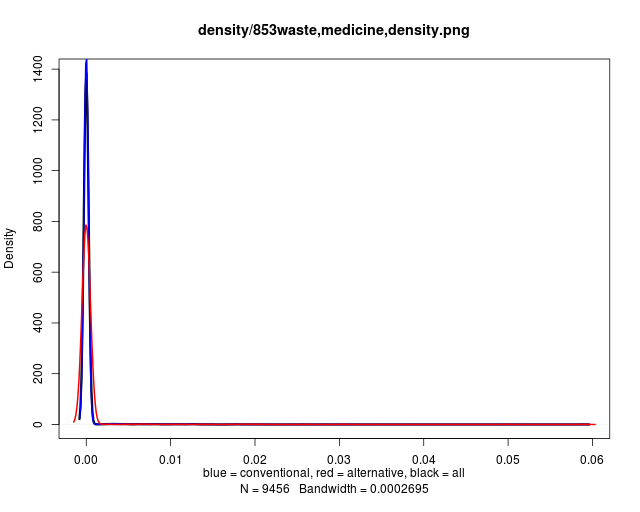 density/853waste,medicine,density.png
1400
1200
1000
800
600
400
200
0
Density
0.00 0.01 0.02 0.03 0.04 0.05 0.06
blue = conventional, red = alternative, black = all
N = 9456 Bandwidth = 0.0002695